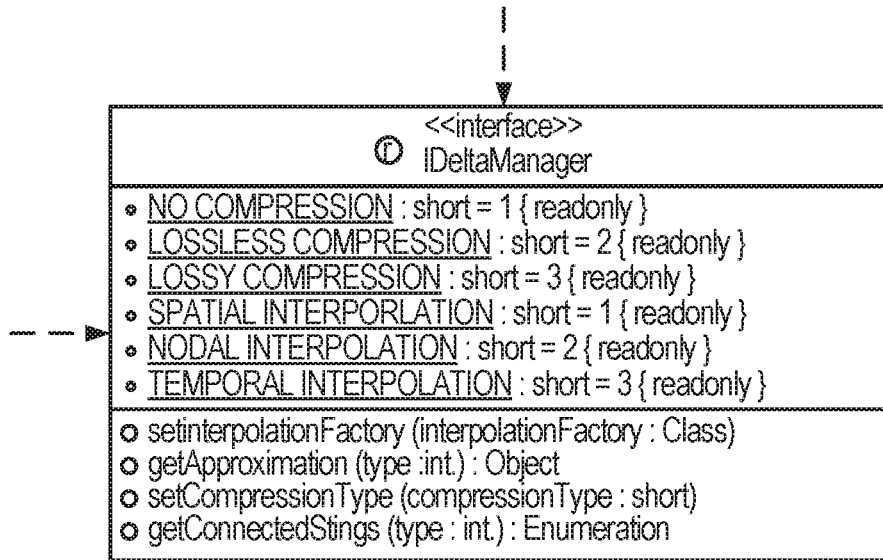 <<interface>>
IDeltaManager
NO COMPRESSION : short = 1 { readonly }
LOSSLESS COMPRESSION : short = 2 { readonly }
LOSSY COMPRESSION : short = 3 { readonly }
SPATIAL INTERPORLATION : short = 1 { readonly }
NODAL INTERPOLATION : short = 2 { readonly }
TEMPORAL INTERPOLATION : short = 3 { readonly }
setinterpolationFactory (interpolationFactory : Class)
getApproximation (type :int.) : Object
setCompressionType (compressionType : short)
getConnectedStings (type : int.) : Enumeration